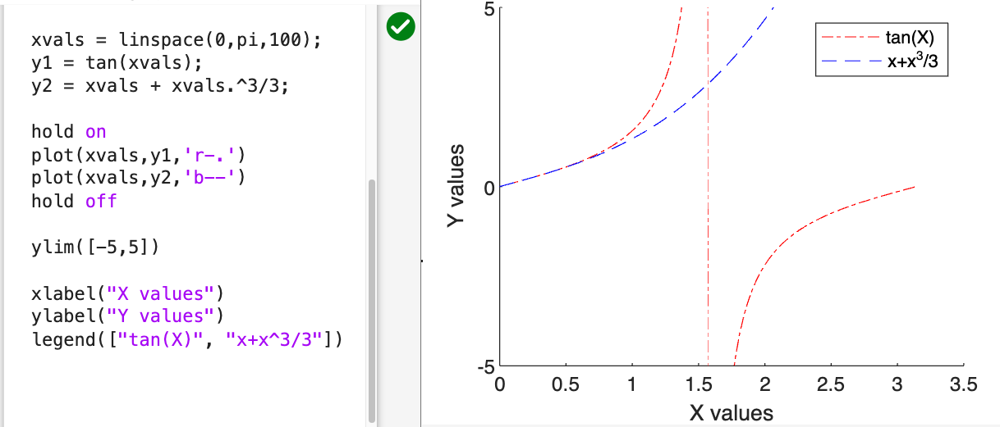 xvals = linspace(0,pi,100);
y1 = tan(xvals);
y2 = xvals + xvals.^3/3;
hold on
plot(xvals,y1,'r-.')
plot(xvals,y2,'b--')
hold off
ylim([-5,5])
xlabel("X values")
ylabel("Y values")
legend(["tan(X)", "x+x^3/3"])
5
0
-5
Y values
tan(X)
x+x³/3
0 0.5 1 1.5 2 2.5 3 3.5
X values